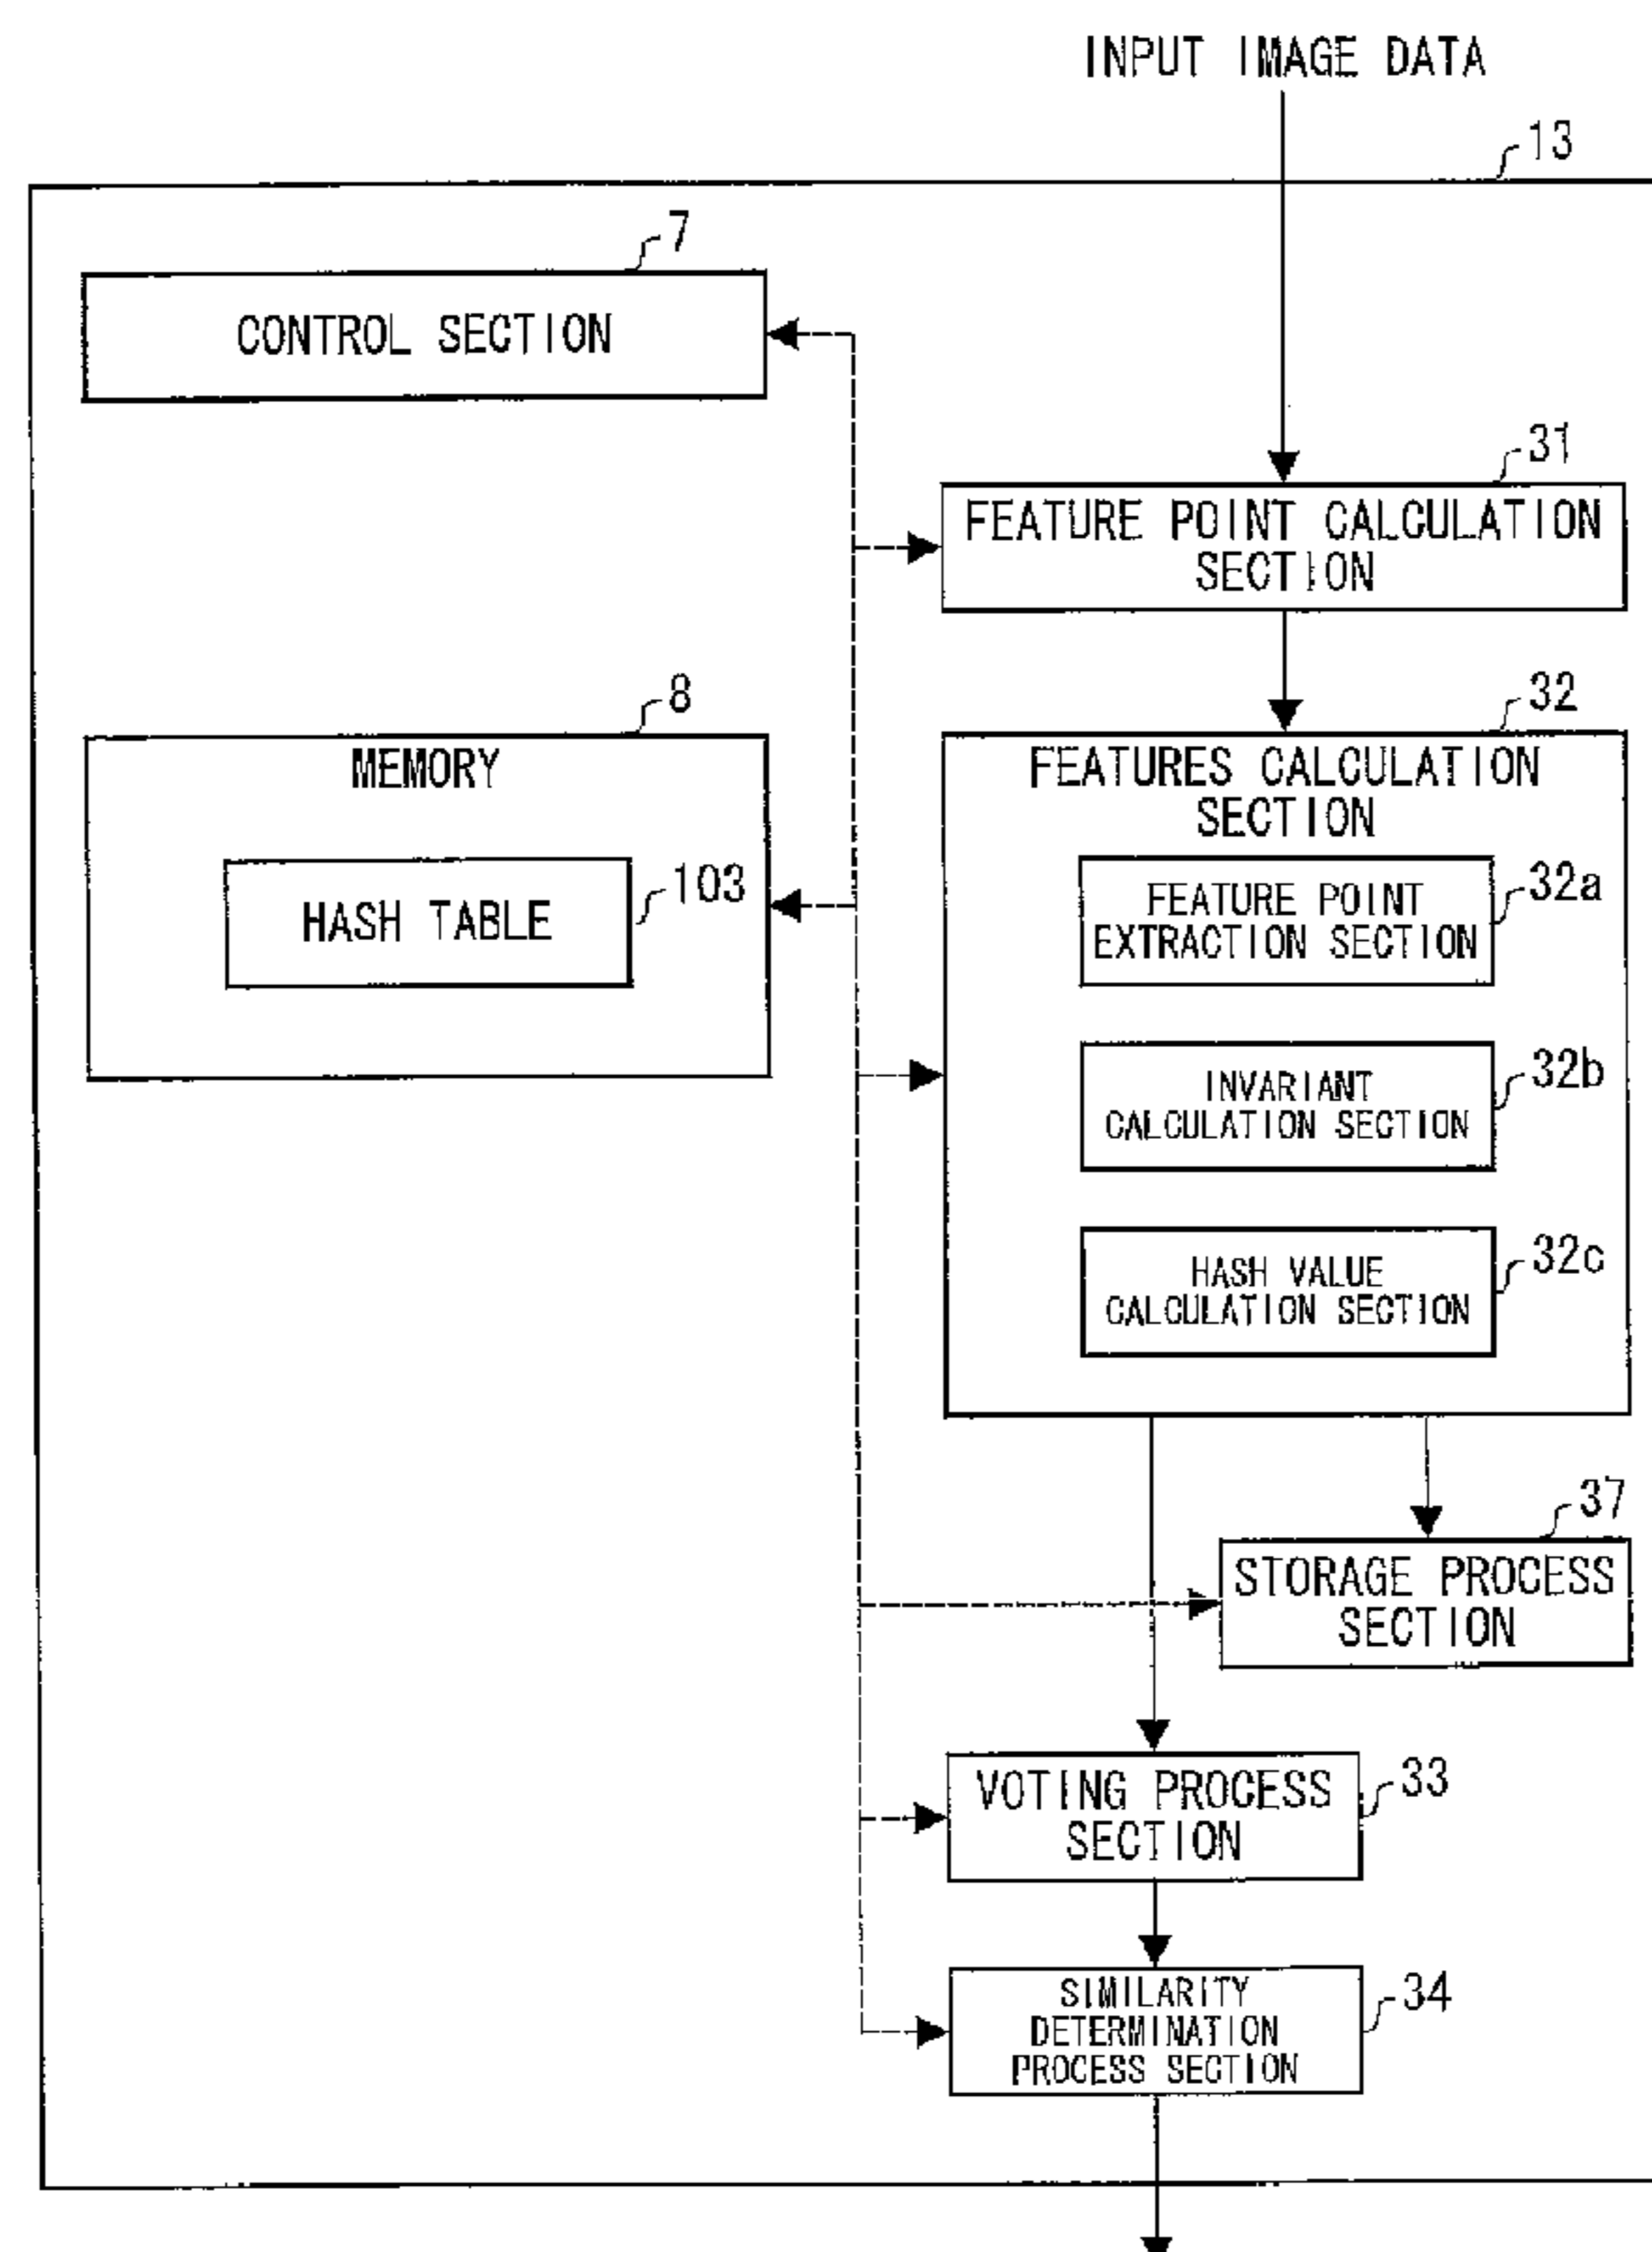 INPUT IMAGE DATA
13
7
CONTROL SECTION
31
FEATURE POINT CALCULATION
SECTION
8
MEMORY
HASH TABLE
103
32
FEATURES CALCULATION
SECTION
FEATURE POINT
EXTRACTION SECTION
32a
INVARIANT
CALCULATION SECTION
32b
HASH VALUE
CALCULATION SECTION
32c
37
STORAGE PROCESS
SECTION
VOTING PROCESS
SECTION
33
SIMILARITY
DETERMINATION
PROCESS SECTION
34